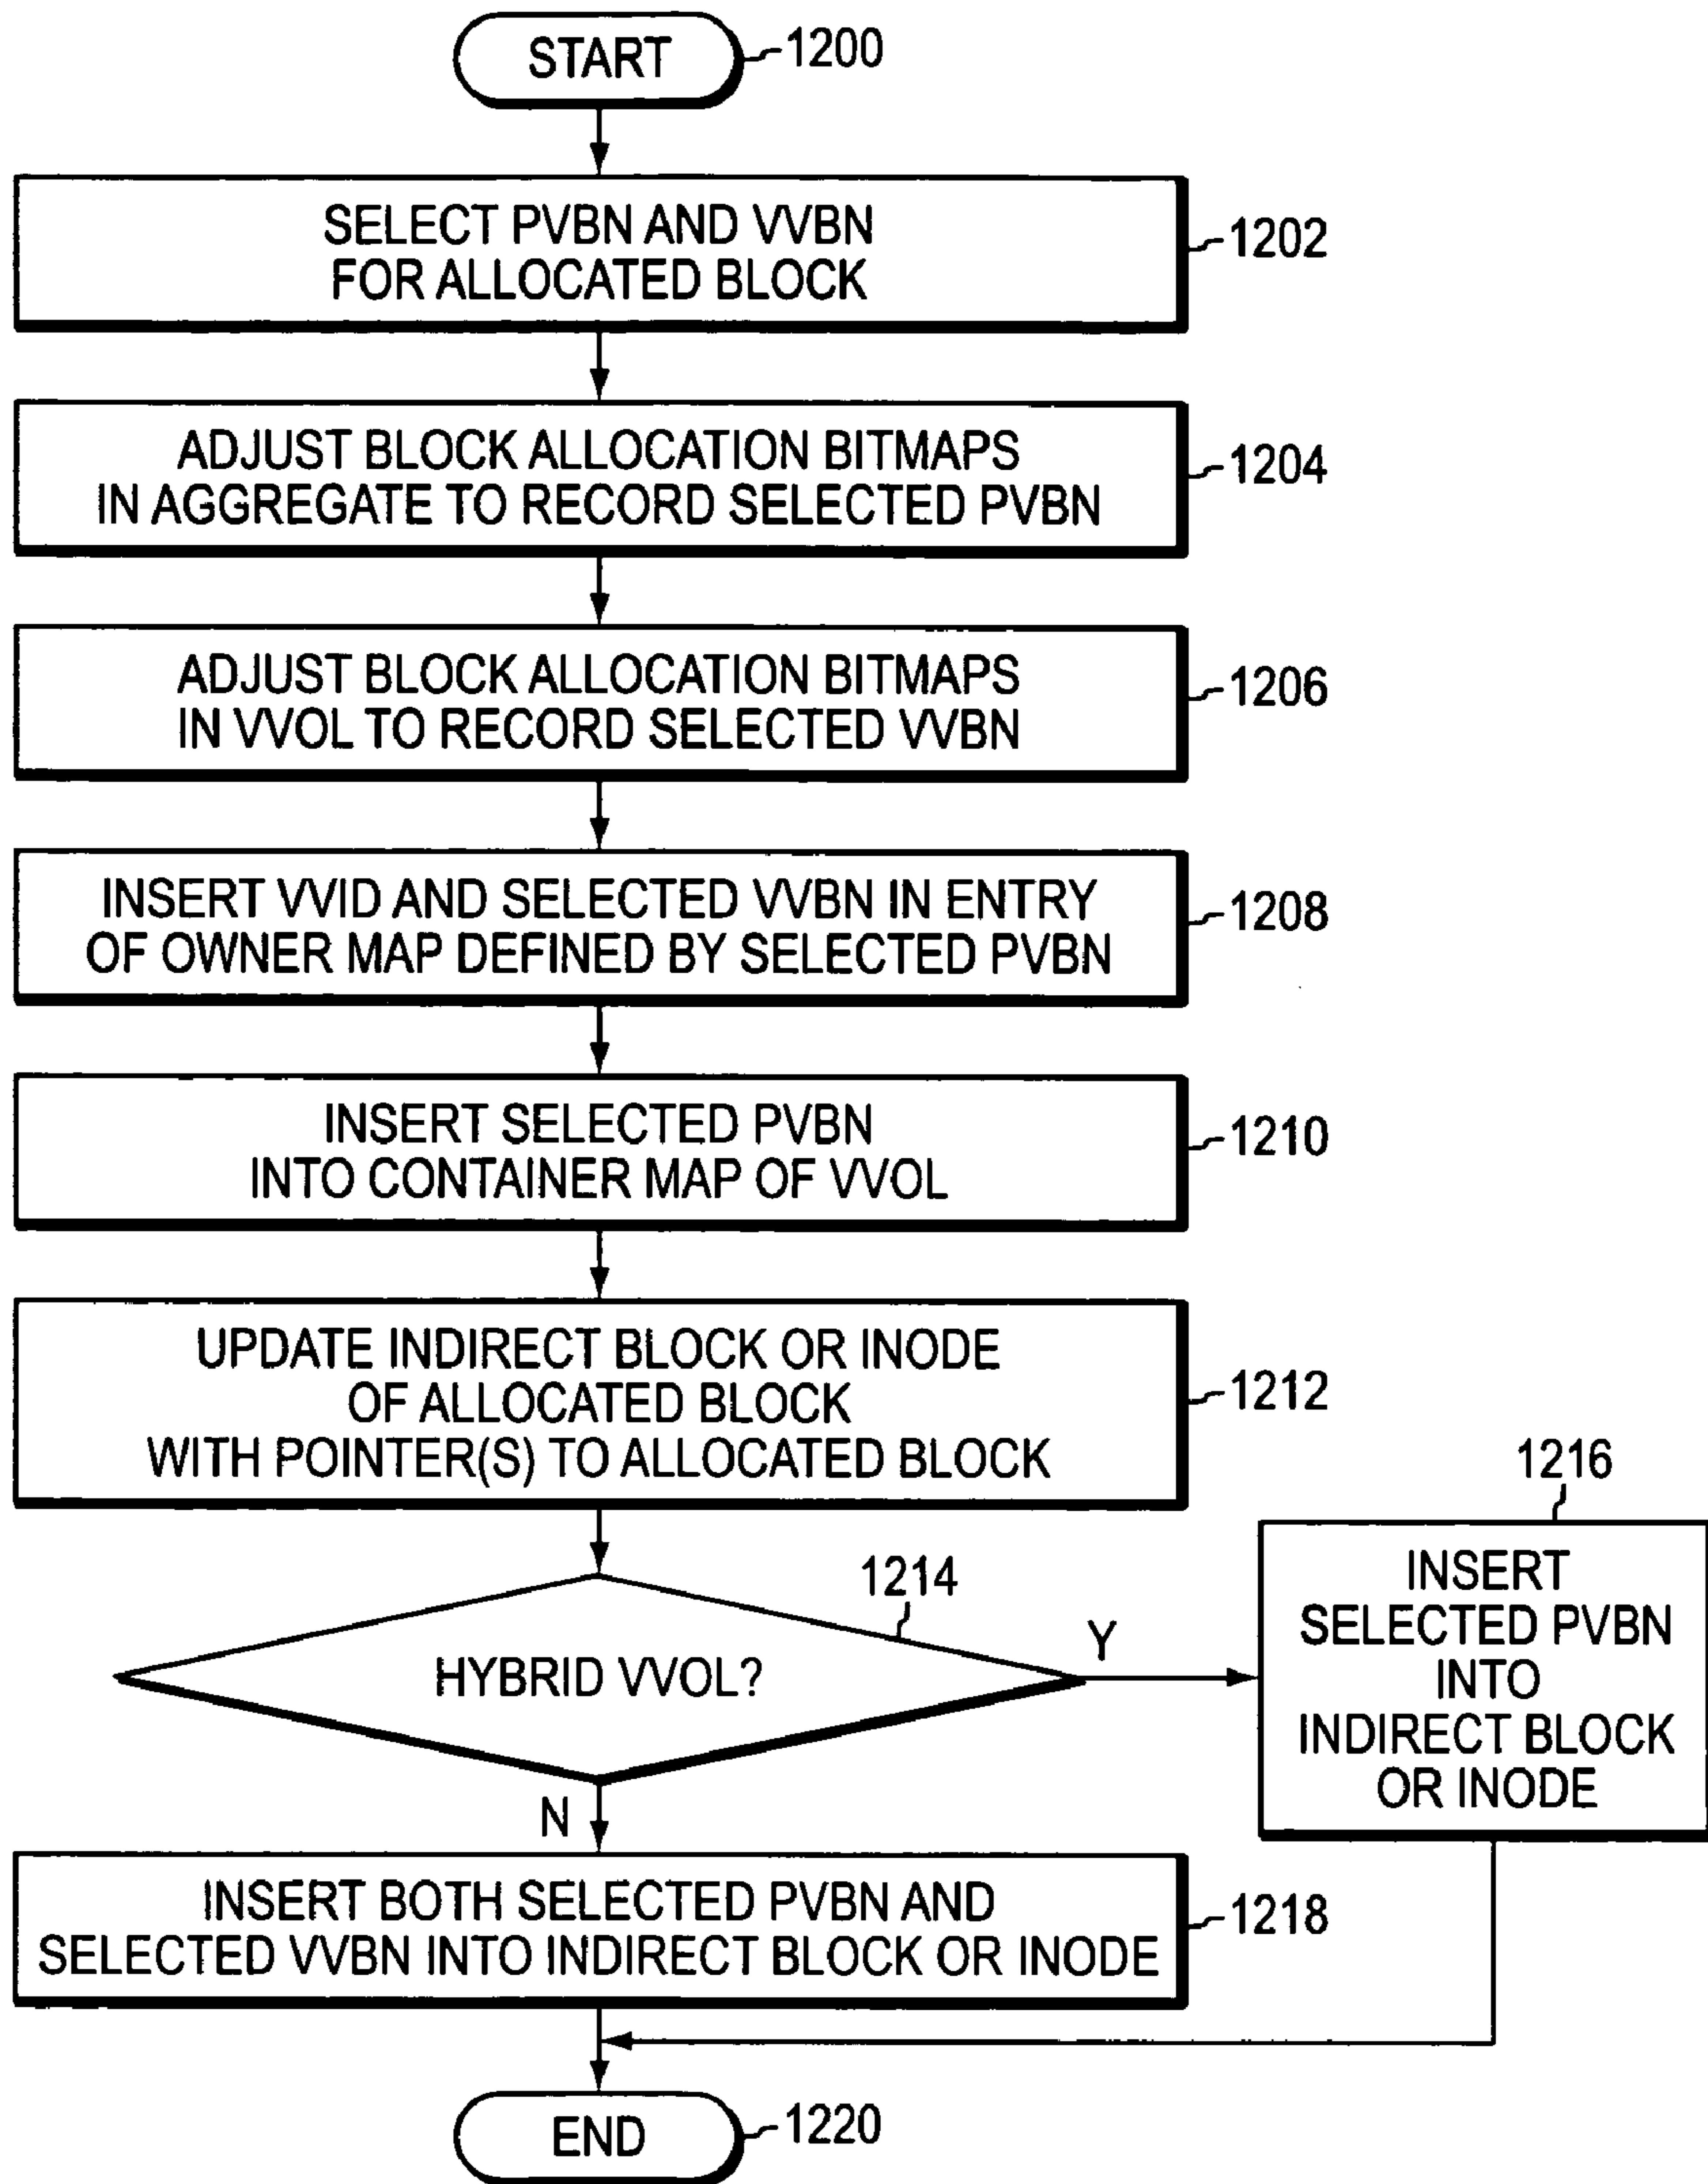 START
1200
SELECT PVBN AND VVBN
FOR ALLOCATED BLOCK
1202
ADJUST BLOCK ALLOCATION BITMAPS
IN AGGREGATE TO RECORD SELECTED PVBN
1204
ADJUST BLOCK ALLOCATION BITMAPS
IN VVOL TO RECORD SELECTED VVBN
1206
INSERT VVID AND SELECTED VVBN IN ENTRY
OF OWNER MAP DEFINED BY SELECTED PVBN
1208
INSERT SELECTED PVBN
INTO CONTAINER MAP OF VVOL
1210
UPDATE INDIRECT BLOCK OR INODE
OF ALLOCATED BLOCK
WITH POINTER(S) TO ALLOCATED BLOCK
1212
HYBRID VVOL?
1214
Y
1216
INSERT
SELECTED PVBN
INTO
INDIRECT BLOCK
OR INODE
N
INSERT BOTH SELECTED PVBN AND
SELECTED VVBN INTO INDIRECT BLOCK OR INODE
1218
END
1220